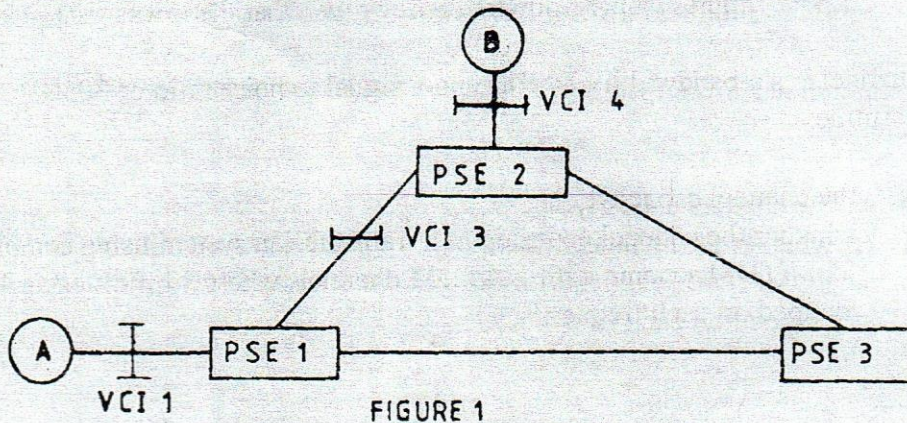 B
VCI 4
PSE 2
VCI 3
A
PSE 1
PSE 3
VCI 1
FIGURE 1